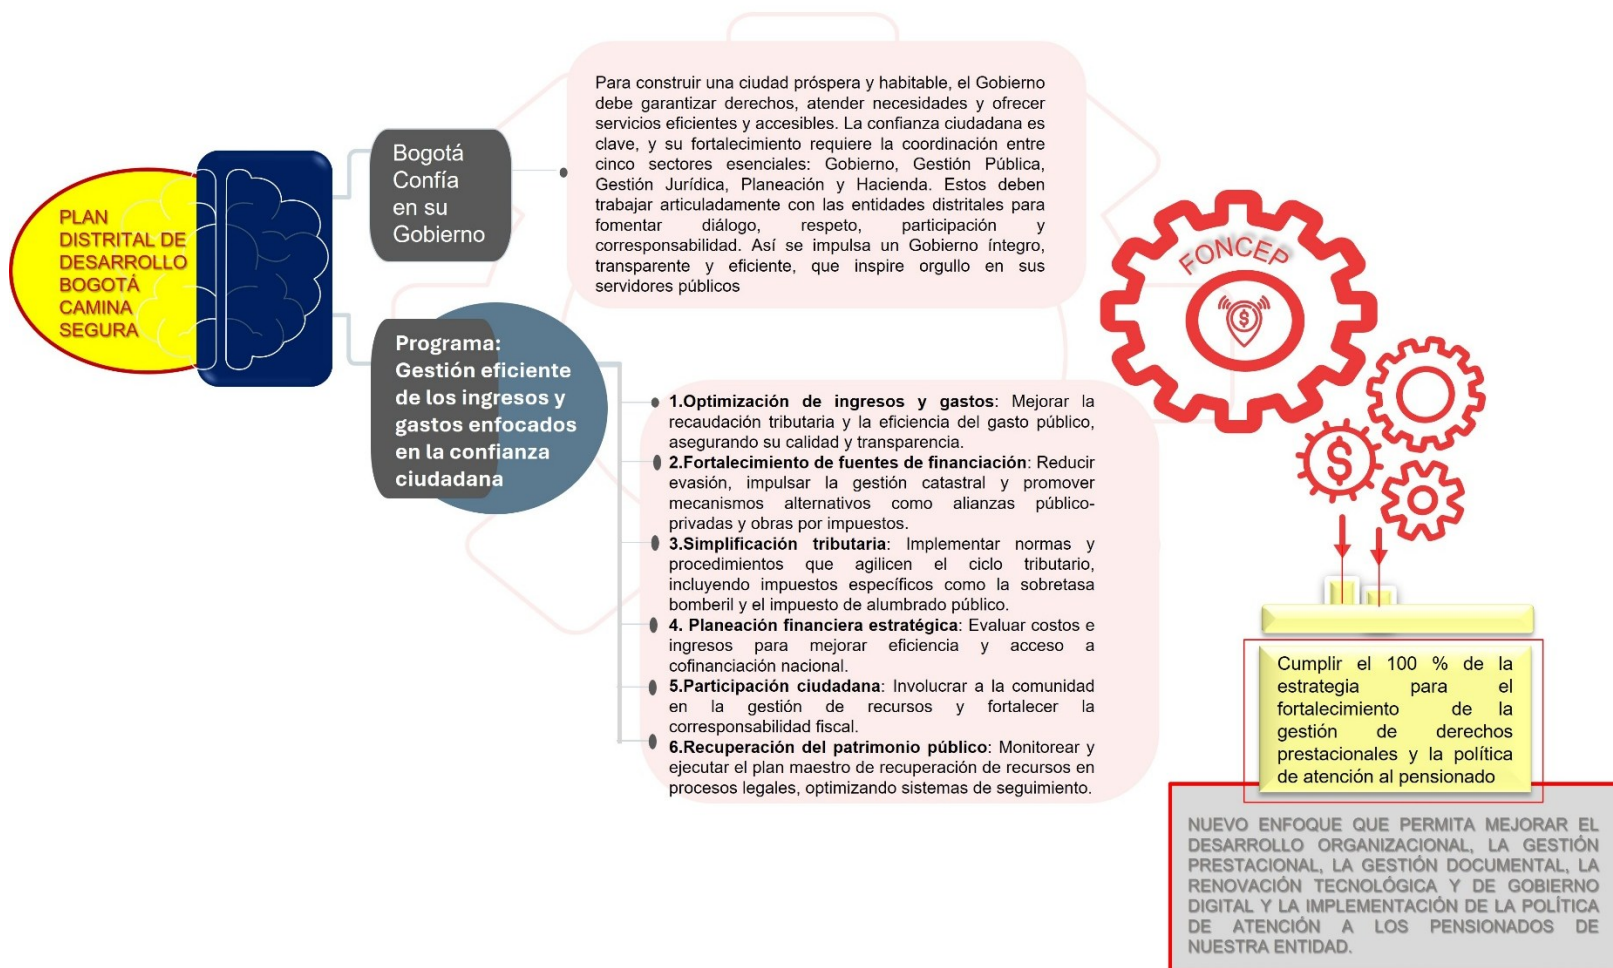 PLAN
DISTRITAL DE
DESARROLLO
BOGOTÁ
CAMINA
SEGURA
Bogotá
Confía
en su
Gobierno
Para construir una ciudad próspera y habitable, el Gobierno
debe garantizar derechos, atender necesidades y ofrecer
servicios eficientes y accesibles. La confianza ciudadana es
clave, y su fortalecimiento requiere la coordinación entre
cinco sectores esenciales: Gobierno, Gestión Pública,
Gestión Jurídica, Planeación y Hacienda. Estos deben
trabajar articuladamente con las entidades distritales para
fomentar diálogo, respeto, participación y
corresponsabilidad. Así se impulsa un Gobierno íntegro,
transparente y eficiente, que inspire orgullo en sus
servidores públicos
Programa:
Gestión eficiente
de los ingresos y
gastos enfocados
en la confianza
ciudadana
1.Optimización de ingresos y gastos: Mejorar la
recaudación tributaria y la eficiencia del gasto público,
asegurando su calidad y transparencia.
2.Fortalecimiento de fuentes de financiación: Reducir
evasión, impulsar la gestión catastral y promover
mecanismos alternativos como alianzas público-
privadas y obras por impuestos.
3.Simplificación tributaria: Implementar normas y
procedimientos que agilicen el ciclo tributario,
incluyendo impuestos específicos como la sobretasa
bomberil y el impuesto de alumbrado público.
4. Planeación financiera estratégica: Evaluar costos e
ingresos para mejorar eficiencia y acceso a
cofinanciación nacional.
5.Participación ciudadana: Involucrar a la comunidad
en la gestión de recursos y fortalecer la
corresponsabilidad fiscal.
6.Recuperación del patrimonio público: Monitorear y
ejecutar el plan maestro de recuperación de recursos en
procesos legales, optimizando sistemas de seguimiento.
FONCEP
$
$
Cumplir el 100 % de la
estrategia para el
fortalecimiento de la
gestión de derechos
prestacionales y la política
de atención al pensionado
NUEVO ENFOQUE QUE PERMITA MEJORAR EL
DESARROLLO ORGANIZACIONAL, LA GESTIÓN
PRESTACIONAL, LA GESTIÓN DOCUMENTAL, LA
RENOVACIÓN TECNOLÓGICA Y DE GOBIERNO
DIGITAL Y LA IMPLEMENTACIÓN DE LA POLÍTICA
DE ATENCIÓN A LOS PENSIONADOS DE
NUESTRA ENTIDAD.